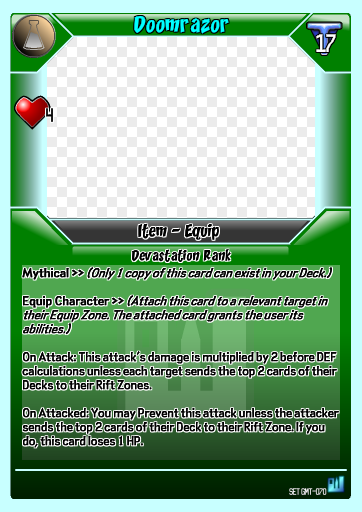 Doomrazor
17
4
Item - Equip
Devastation Rank
Mythical >> (Only 1 copy of this card can exist in your Deck.)
Equip Character >> (Attach this card to a relevant target in
their Equip Zone. The attached card grants the user its
abilities.)
On Attack: This attack's damage is multiplied by 2 before DEF
calculations unless each target sends the top 2 cards of their
Decks to their Rift Zones.
On Attacked: You may Prevent this attack unless the attacker
sends the top 2 cards of their Deck to their Rift Zone. If you
do, this card loses 1 HP.
SET GMT-070